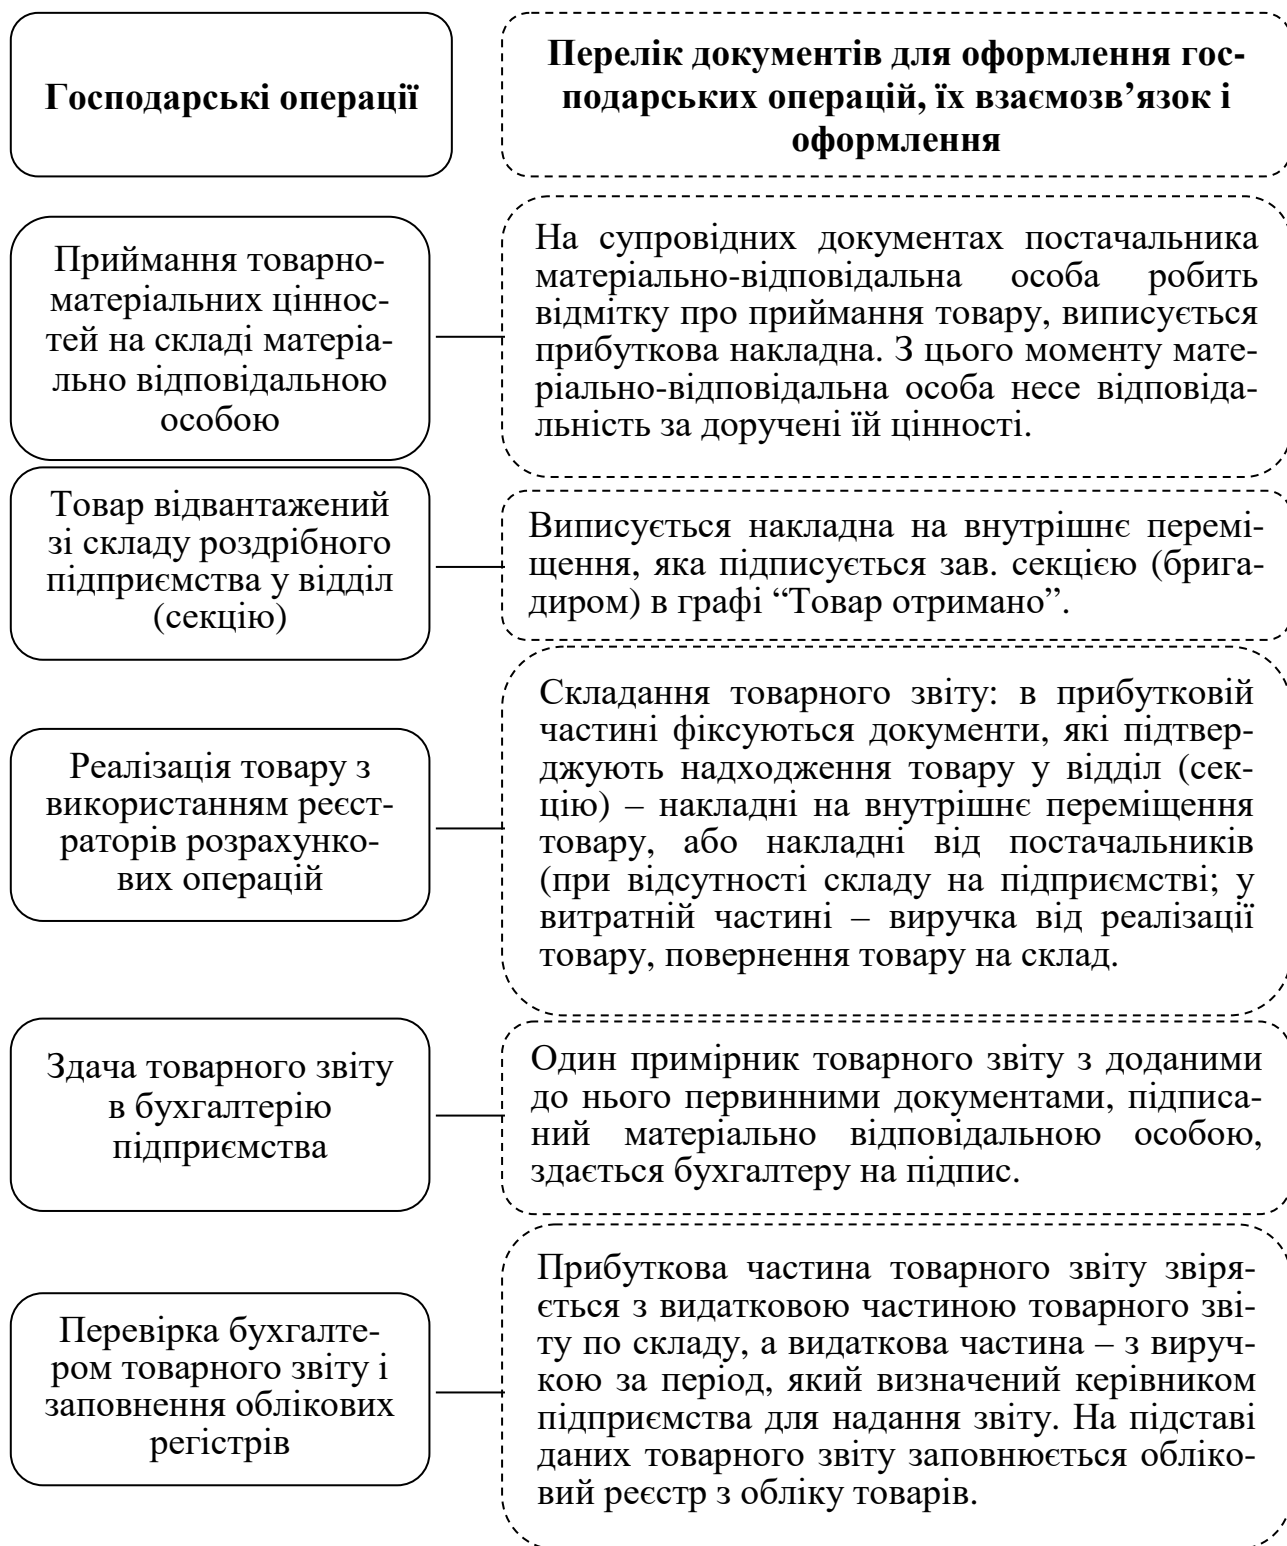 Господарські операції
Перелік документів для оформлення гос-
подарських операцій, їх взаємозв’язок і
оформлення
Приймання товарно-
матеріальних ціннос-
тей на складі матеріа-
льно відповідальною
особою
На супровідних документах постачальника
матеріально-відповідальна особа робить
відмітку про приймання товару, виписується
прибуткова накладна. З цього моменту мате-
ріально-відповідальна особа несе відповіда-
льність за доручені їй цінності.
Товар відвантажений
зі складу роздрібного
підприємства у відділ
(секцію)
Виписується накладна на внутрішнє перемі-
щення, яка підписується зав. секцією (брига-
диром) в графі “Товар отримано”.
Реалізація товару з
використанням реєст-
раторів розрахунко-
вих операцій
Складання товарного звіту: в прибутковій
частині фіксуються документи, які підтвер-
джують надходження товару у відділ (сек-
цію) – накладні на внутрішнє переміщення
товару, або накладні від постачальників
(при відсутності складу на підприємстві; у
витратній частині – виручка від реалізації
товару, повернення товару на склад.
Здача товарного звіту
в бухгалтерію
підприємства
Один примірник товарного звіту з доданими
до нього первинними документами, підписа-
ний матеріально відповідальною особою,
здається бухгалтеру на підпис.
Перевірка бухгалте-
ром товарного звіту і
заповнення облікових
регістрів
Прибуткова частина товарного звіту звіря-
ється з видатковою частиною товарного зві-
ту по складу, а видаткова частина – з вируч-
кою за період, який визначений керівником
підприємства для надання звіту. На підставі
даних товарного звіту заповнюється обліко-
вий реєстр з обліку товарів.